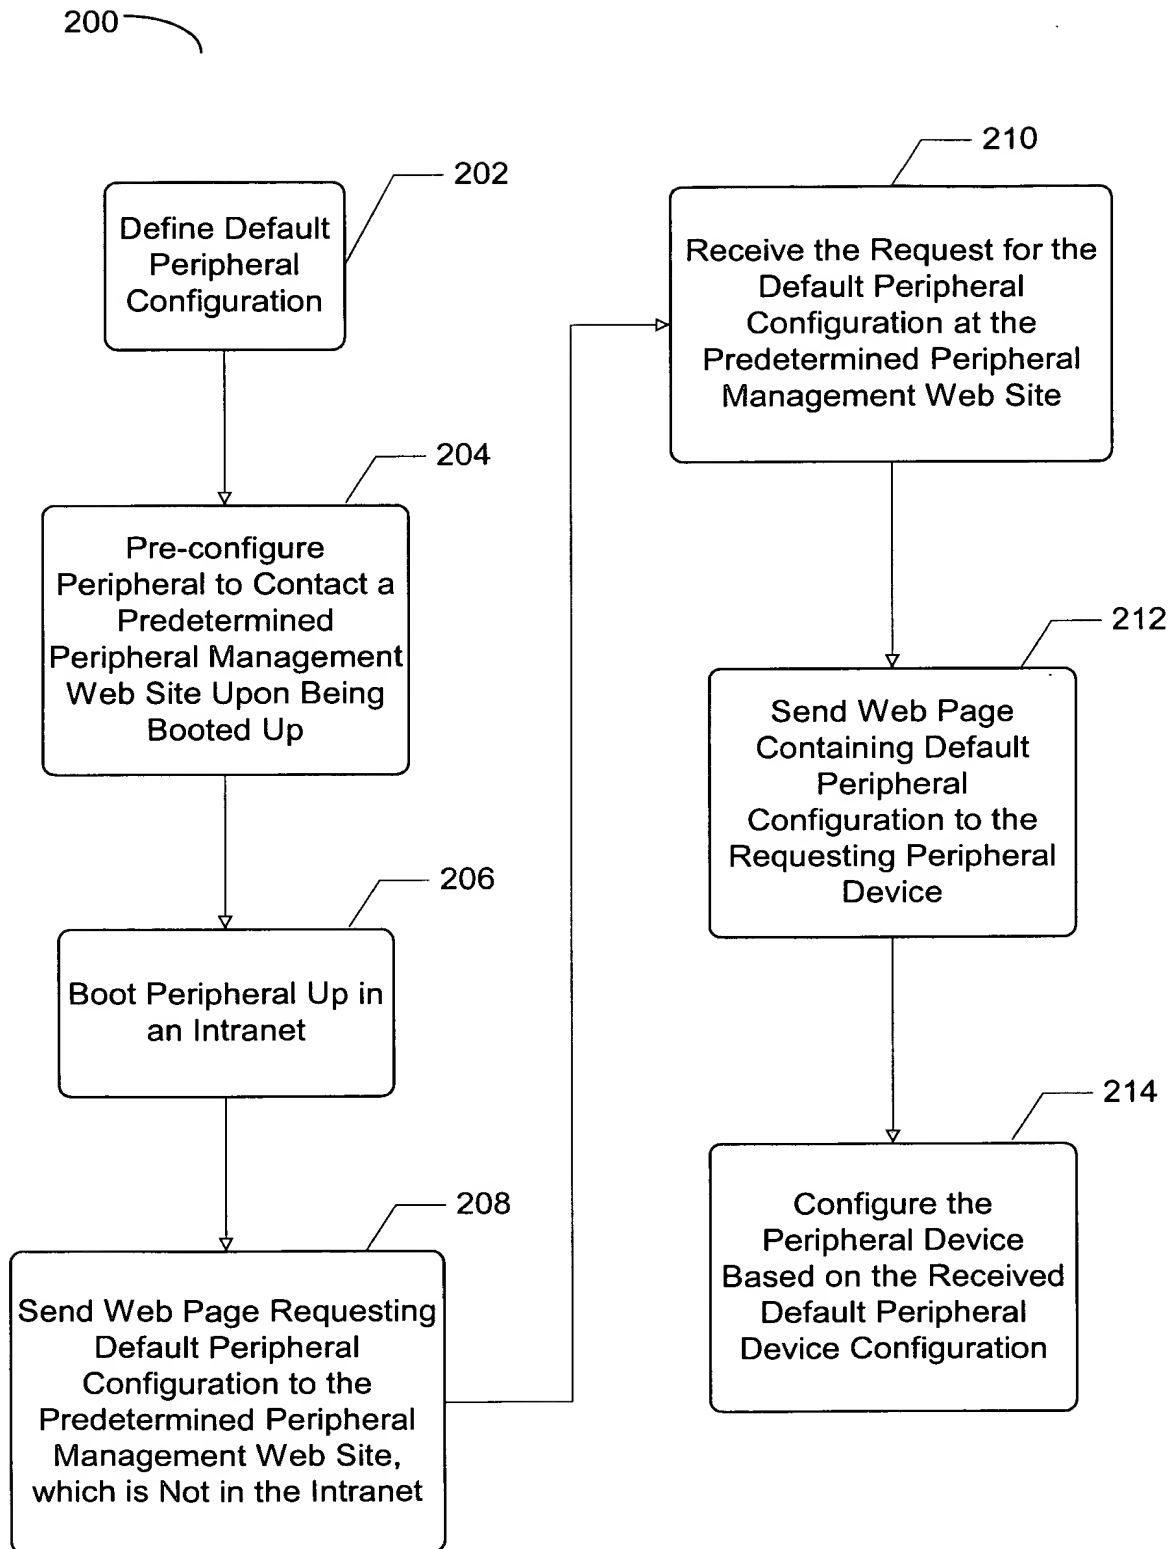 200
202
Define Default
Peripheral
Configuration
204
Pre-configure
Peripheral to Contact a
Predetermined
Peripheral Management
Web Site Upon Being
Booted Up
206
Boot Peripheral Up in
an Intranet
208
Send Web Page Requesting
Default Peripheral
Configuration to the
Predetermined Peripheral
Management Web Site,
which is Not in the Intranet
210
Receive the Request for the
Default Peripheral
Configuration at the
Predetermined Peripheral
Management Web Site
212
Send Web Page
Containing Default
Peripheral
Configuration to the
Requesting Peripheral
Device
214
Configure the
Peripheral Device
Based on the Received
Default Peripheral
Device Configuration